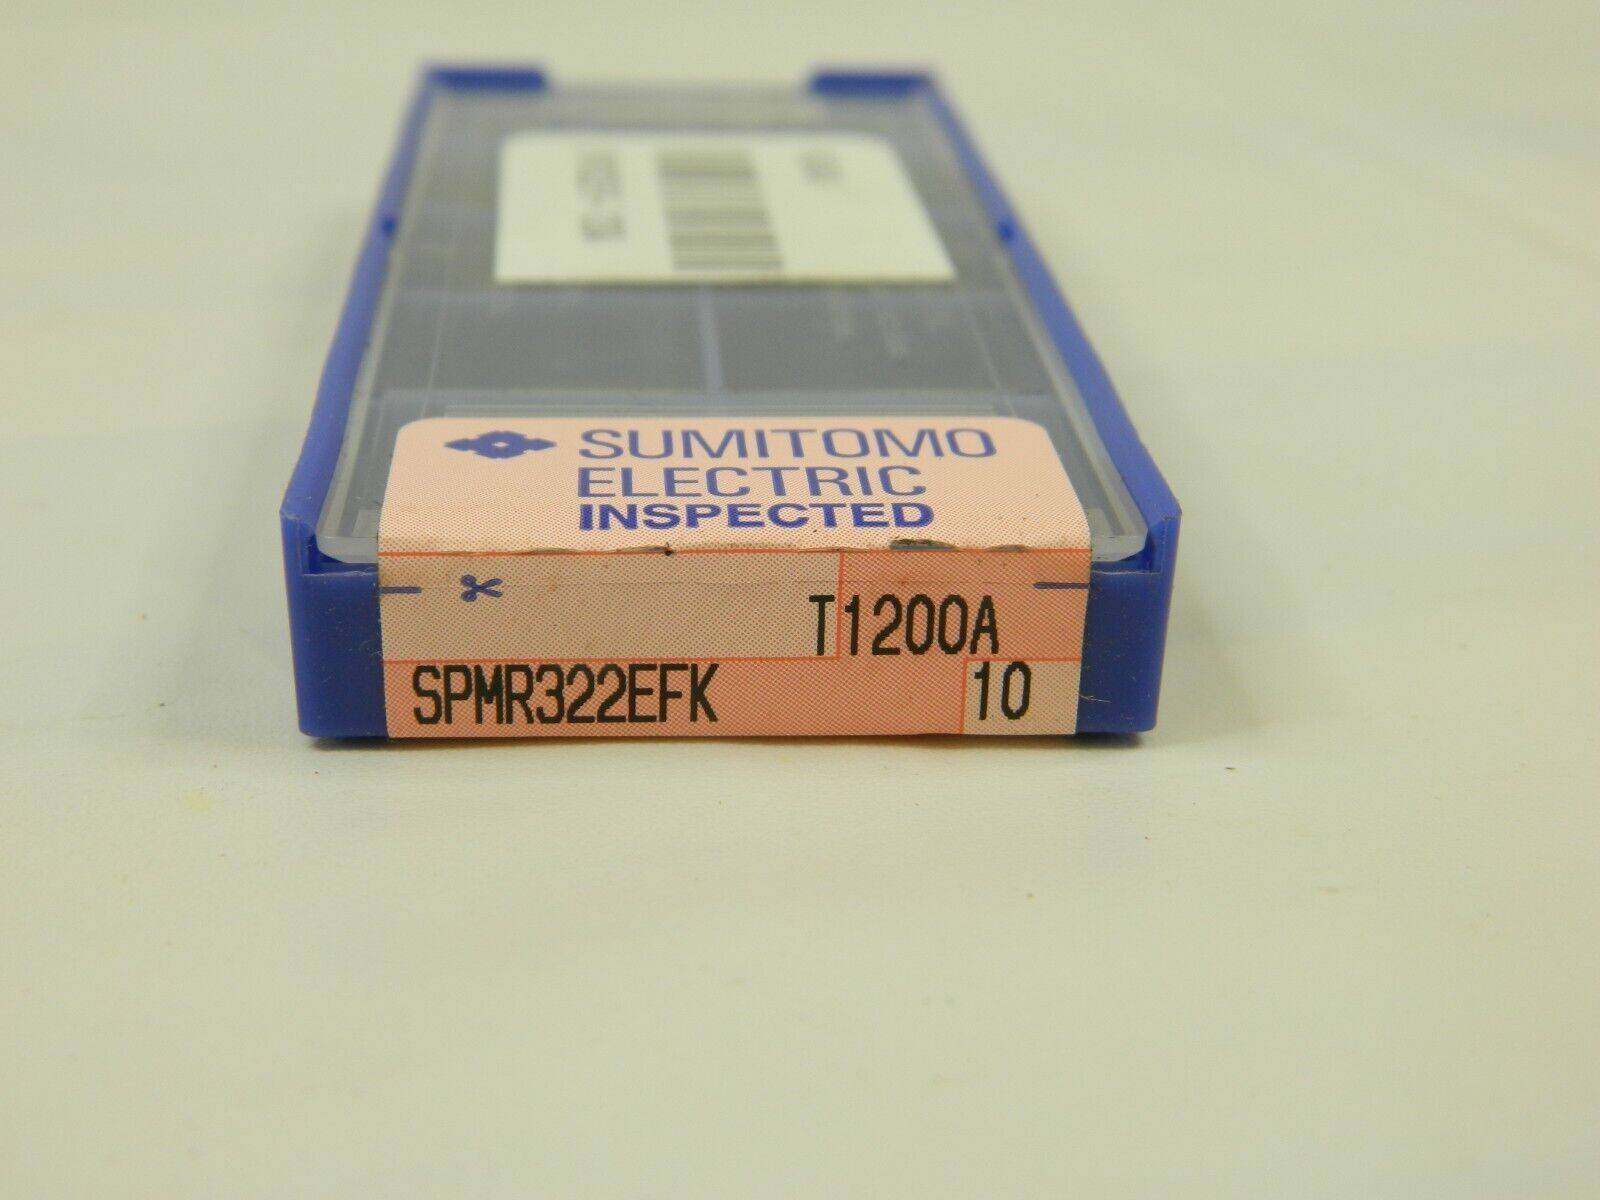 SUMITOMO
ELECTRIC
INSPECTED
T1200A
SPMR322EFK
10